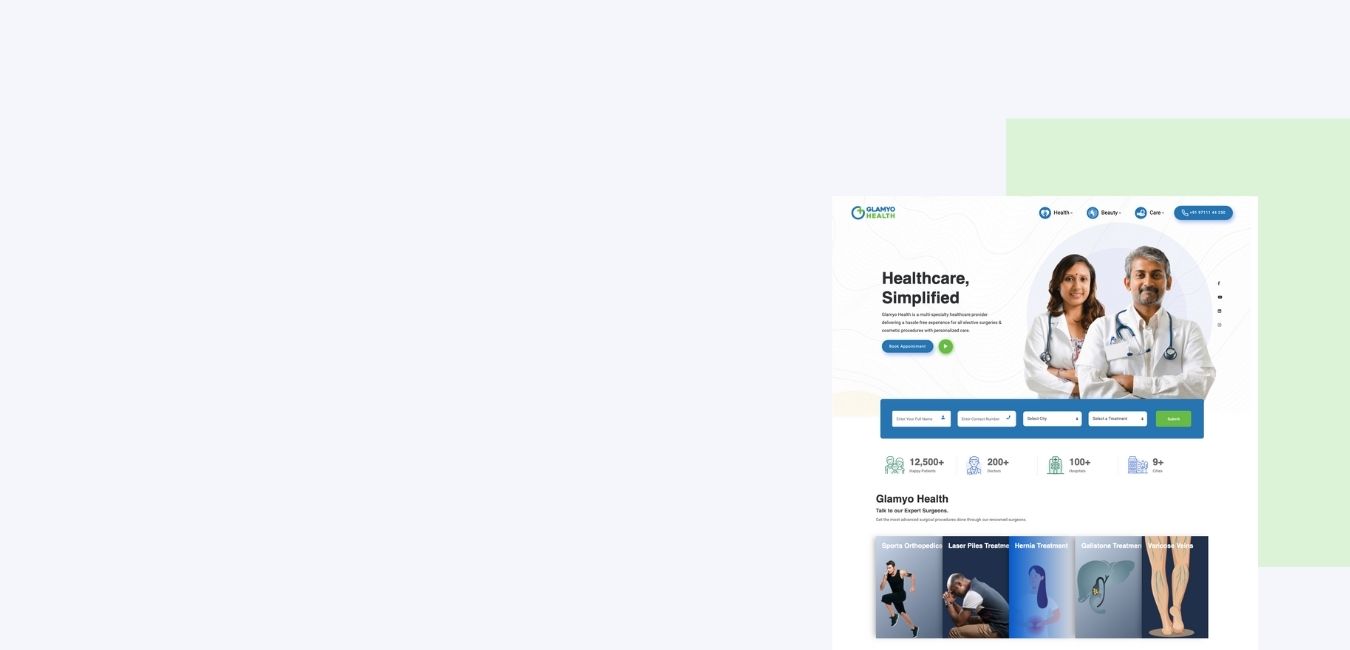 GLAMYO
HEALTH
Health
Beauty
Care
+91 97111 48 250
Healthcare,
Simplified
Glamyo Health is a multi-specialty healthcare provider
delivering a hassle-free experience for all elective surgeries &
cosmetic procedures with personalized care.
Book Appointment
Enter Your Full Name
Enter Contact Number
Select City
Select a Treatment
Submit
12,500+
Happy Patients
200+
Doctors
100+
Hospitals
9+
Cities
Glamyo Health
Talk to our Expert Surgeons.
Get the most advanced surgical procedures done through our renowned surgeons.
Sports Orthopedics
Laser Piles Treatme
Hernia Treatment
Gallstone Treatmen
Varicose Veins